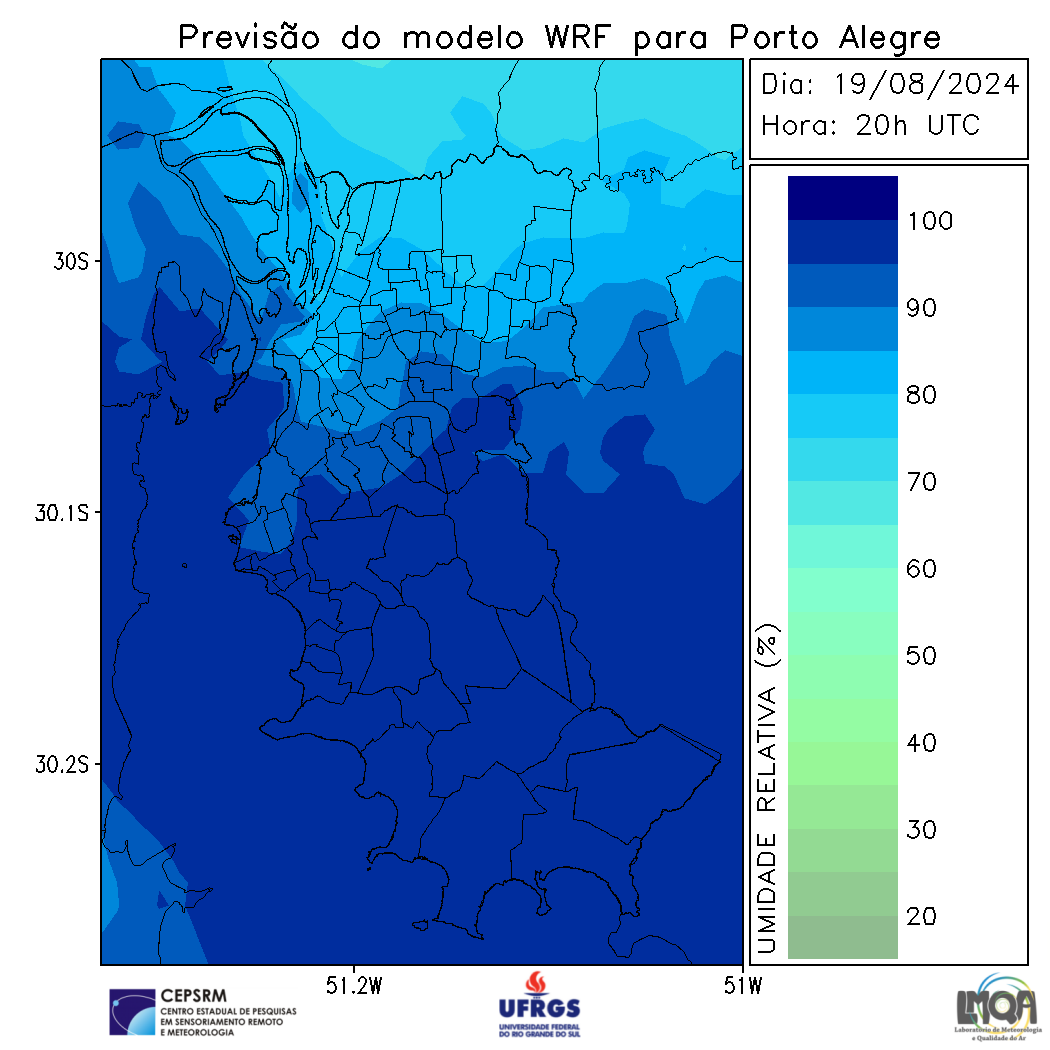 Previsão do modelo WRF para Porto Alegre
Dia: 19/08/2024
Hora: 20h UTC
100
90
80
70
60
50
40
30
20
UMIDADE RELATIVA (%)
30S
30.1S
30.2S
51.2W
51W
CEPSRM
CENTRO ESTADUAL DE PESQUISAS
EM SENSORIAMENTO REMOTO
E METEOROLOGIA
UFRGS
UNIVERSIDADE FEDERAL
DO RIO GRANDE DO SUL
LMQA
Laboratório de Meteorologia
e Qualidade do Ar